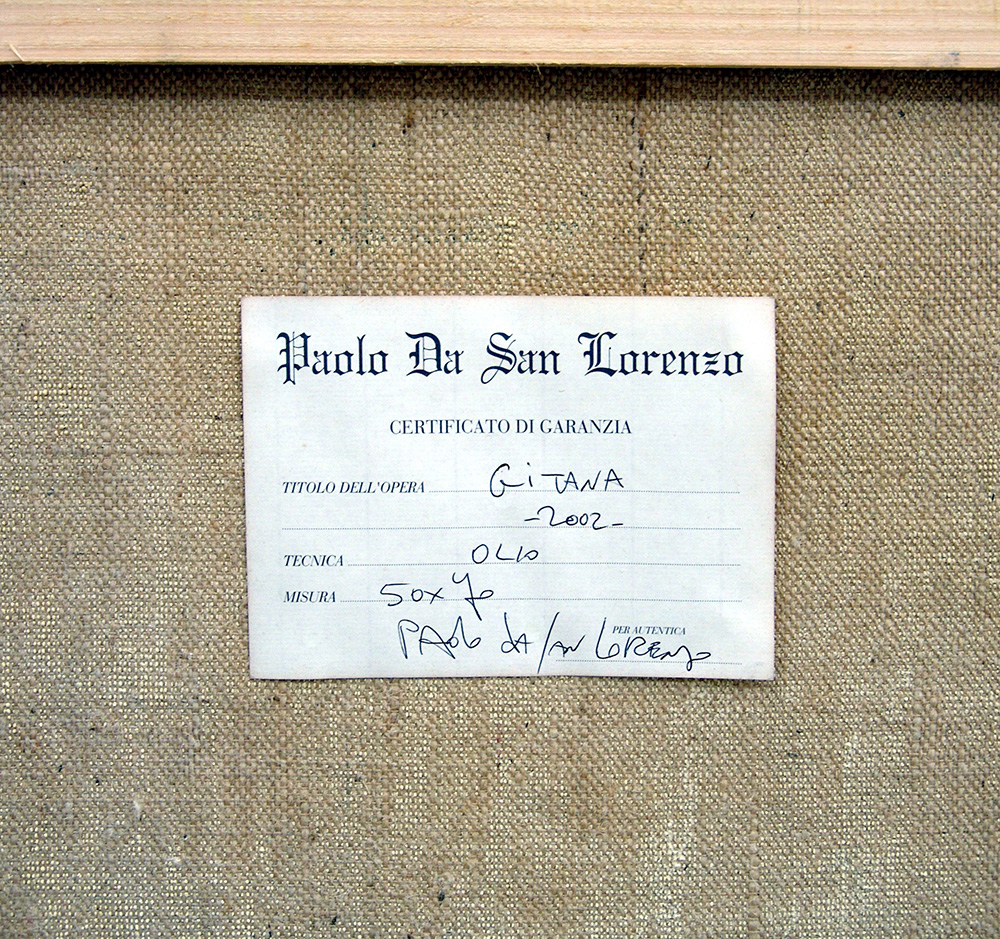 Paolo Da San Lorenzo
CERTIFICATO DI GARANZIA
TITOLO DELL'OPERA GiTANA
-2002-
TECNICA OLIO
MISURA 50x70
PER AUTENTICA
PAOLO dA SAN LORENZO